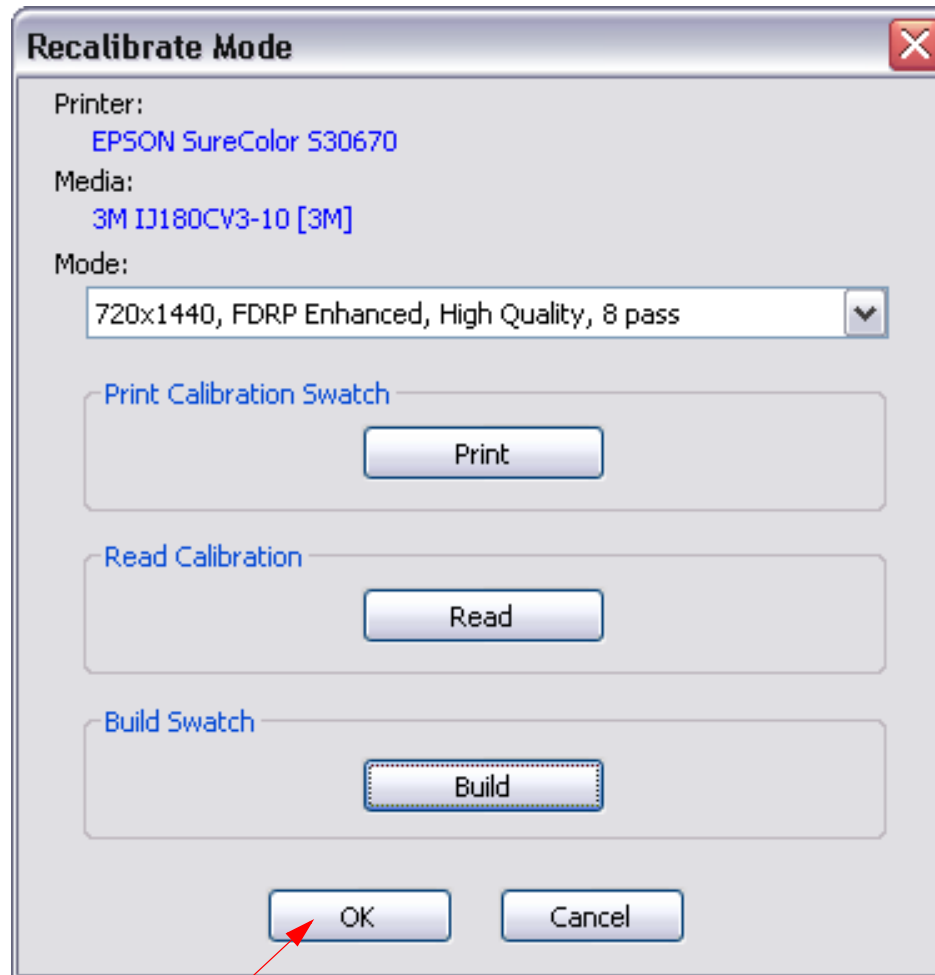 Recalibrate Mode
Printer:
EPSON SureColor S30670
Media:
3M IJ180CV3-10 [3M]
Mode:
720x1440, FDRP Enhanced, High Quality, 8 pass
Print Calibration Swatch
Print
Read Calibration
Read
Build Swatch
Build
OK Cancel